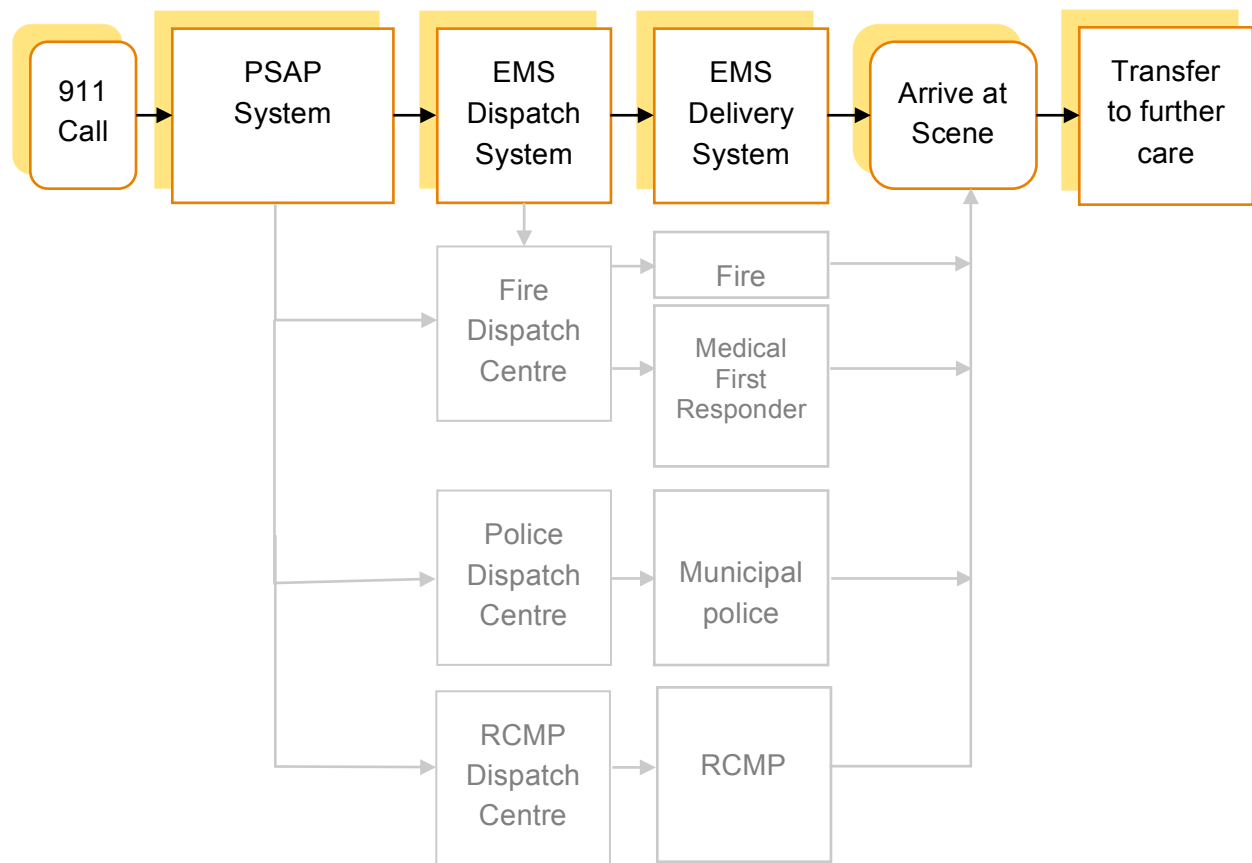 911
Call
PSAP
System
EMS
Dispatch
System
EMS
Delivery
System
Arrive at
Scene
Transfer
to further
care
Fire
Dispatch
Centre
Fire
Medical
First
Responder
Police
Dispatch
Centre
Municipal
police
RCMP
Dispatch
Centre
RCMP